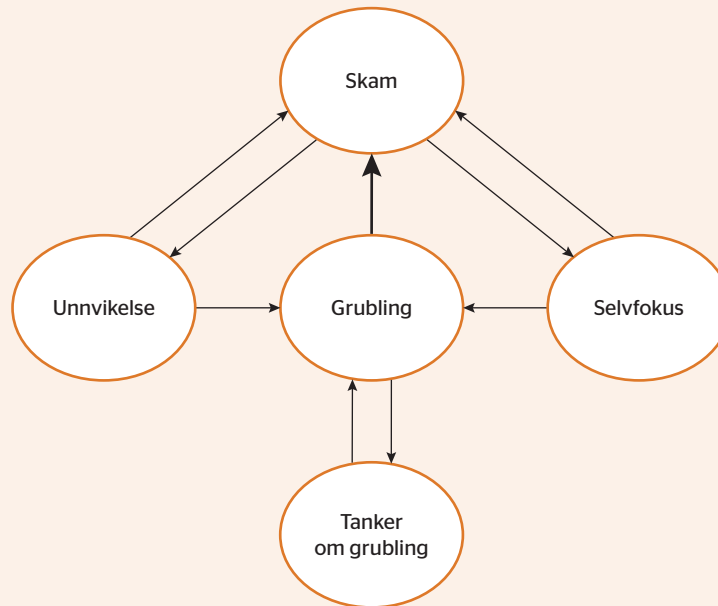 Skam
Unnvikelse
Grubling
Selvfokus
Tanker
om grubling